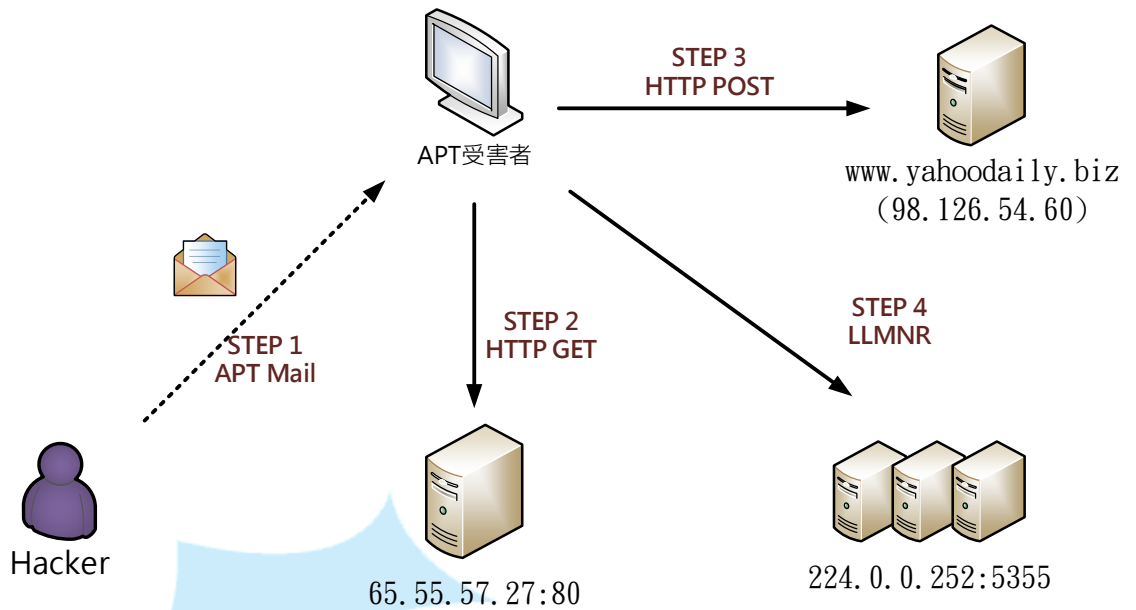 STEP 3
HTTP POST
APT受害者
www.yahoodaily.biz
(98.126.54.60)
STEP 1
APT Mail
STEP 2
HTTP GET
STEP 4
LLMNR
Hacker
65.55.57.27:80
224.0.0.252:5355